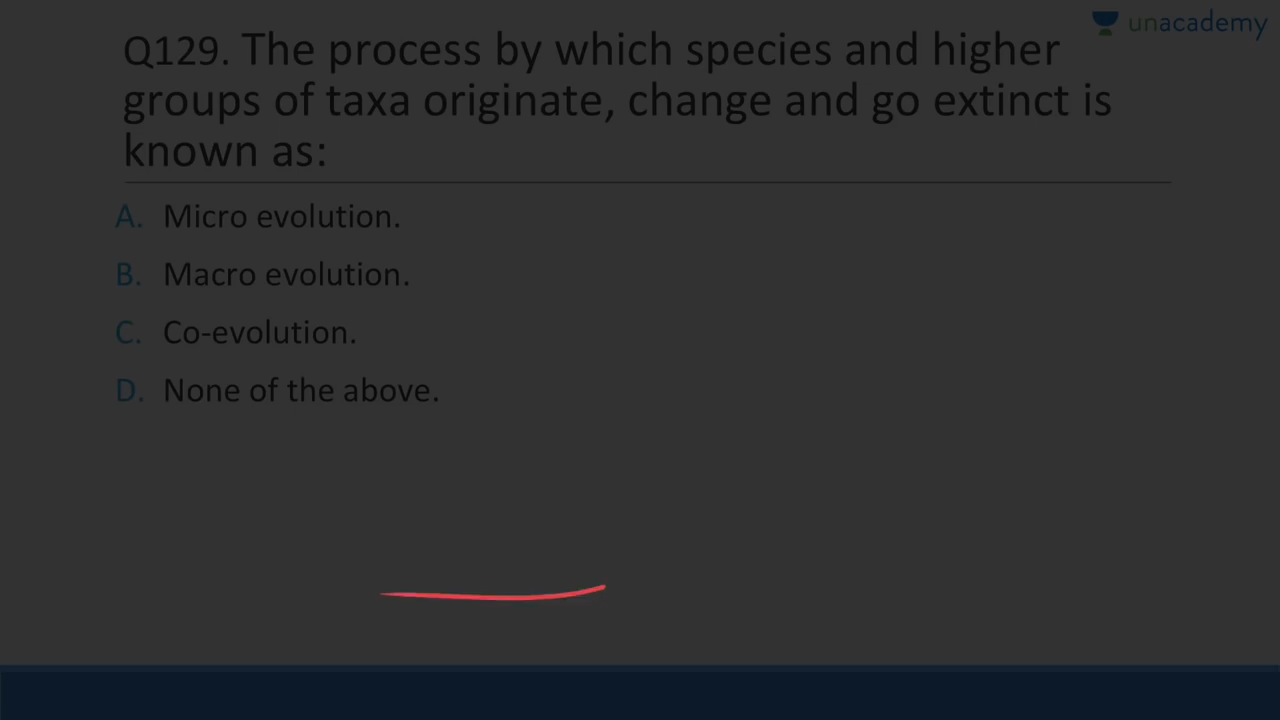 unacademy
Q129. The process by which species and higher
groups of taxa originate, change and go extinct is
known as:
A. Micro evolution.
B. Macro evolution.
C. Co-evolution.
D. None of the above.